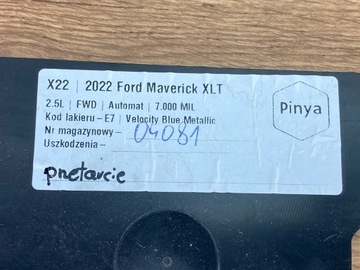 X22 | 2022 Ford Maverick XLT
2.5L | FWD | Automat | 7.000 MIL
Kod lakieru – E7 | Velocity Blue Metallic
Nr magazynowy – 04081
Uszkodzenia –
pnetarcie
Pinya